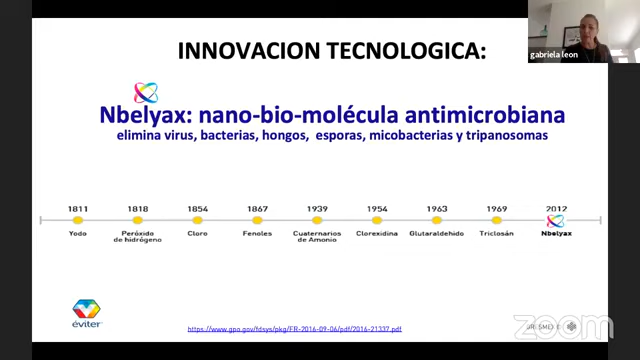 INNOVACION TECNOLOGICA:
gabriela leon
Nbelyax: nano-bio-molécula antimicrobiana
elimina virus, bacterias, hongos, esporas, micobacterias y tripanosomas
1811 1818 1854 1867 1939 1954 1963 1969 2012
Yodo Peróxido de hidrógeno Cloro Fenoles Cuaternarios de Amonio Clorexidina Glutaraldehido Triclosán Nbelyax
éviter
https://www.gpo.gov/fdsys/pkg/FR-2016-09-06/pdf/2016-21337.pdf
zoom